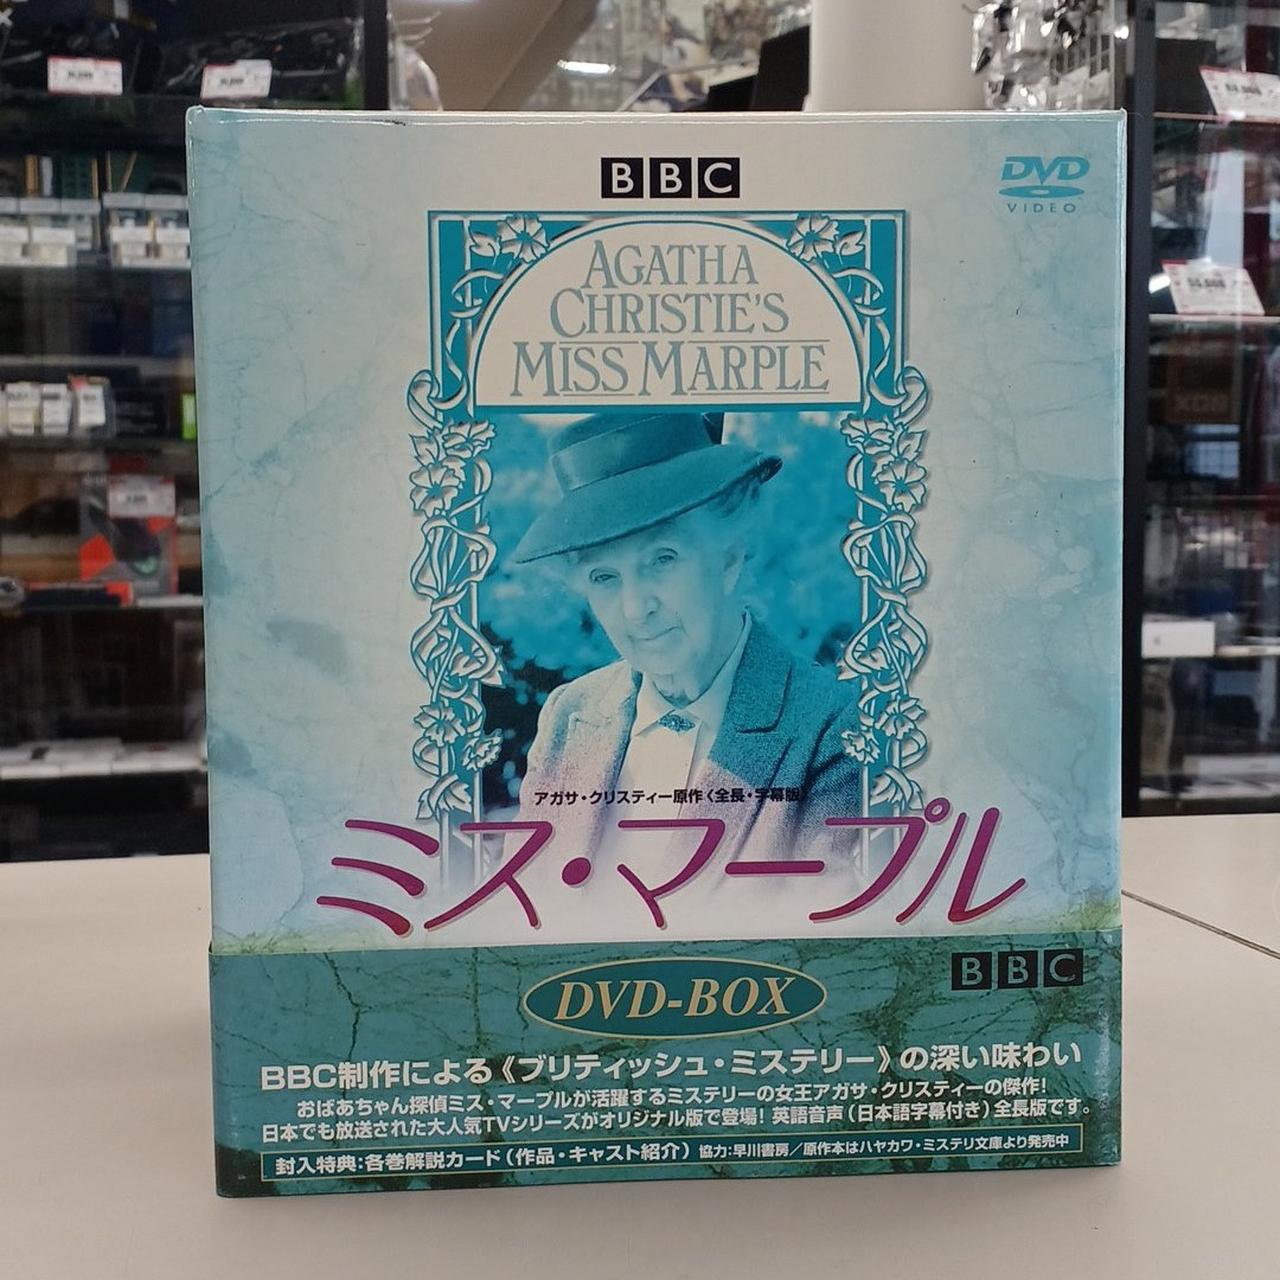 BBC
DVD
VIDEO
AGATHA
CHRISTIE'S
MISS MARPLE
アガサ・クリスティー原作〈全長・字幕版〉
ミス・マープル
BBC
DVD-BOX
BBC制作による《ブリティッシュ・ミステリー》の深い味わい
おばあちゃん探偵ミス・マープルが活躍するミステリーの女王アガサ・クリスティーの傑作!
日本でも放送された大人気TVシリーズがオリジナル版で登場! 英語音声(日本語字幕付き)全長版です。
封入特典:各巻解説カード(作品・キャスト紹介) 協力:早川書房/原作本はハヤカワ・ミステリ文庫より発売中